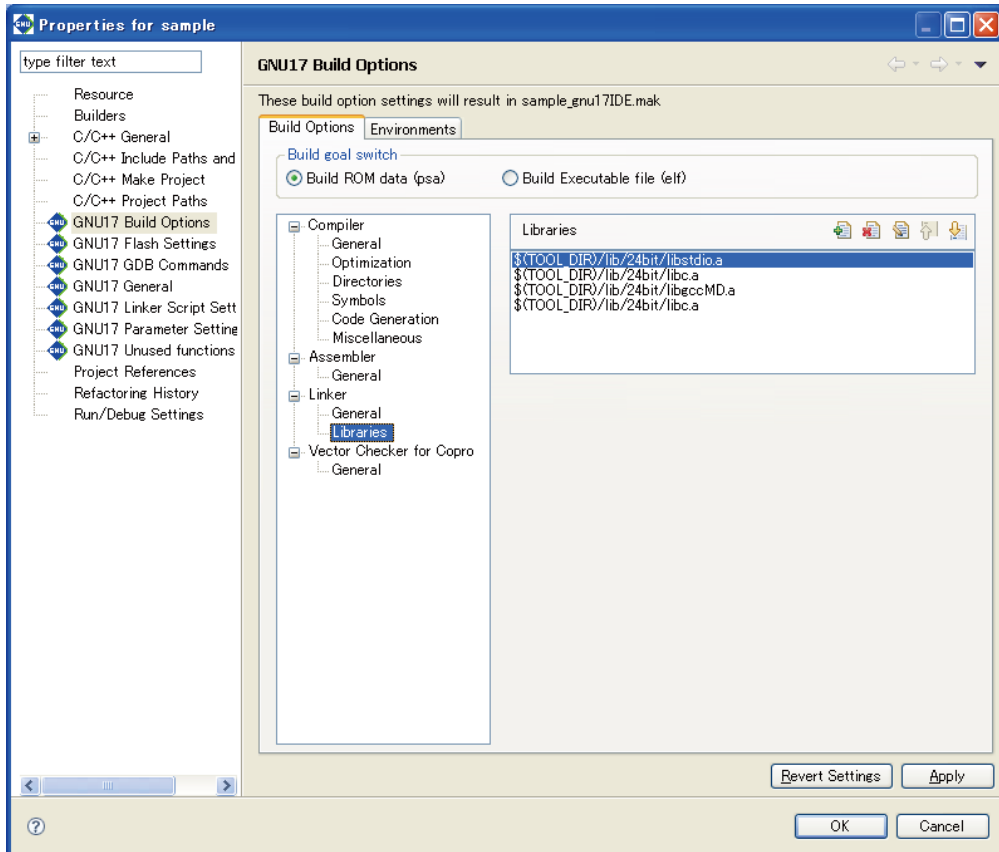 Properties for sample
type filter text
Resource
Builders
C/C++ General
C/C++ Include Paths and
C/C++ Make Project
C/C++ Project Paths
GNU17 Build Options
GNU17 Flash Settings
GNU17 GDB Commands
GNU17 General
GNU17 Linker Script Sett
GNU17 Parameter Setting
GNU17 Unused functions
Project References
Refactoring History
Run/Debug Settings
GNU17 Build Options
These build option settings will result in sample_gnu17IDE.mak
Build Options Environments
Build goal switch
Build ROM data (psa) Build Executable file (elf)
Compiler
General
Optimization
Directories
Symbols
Code Generation
Miscellaneous
Assembler
General
Linker
General
Libraries
Vector Checker for Copro
General
Libraries
$(TOOL_DIR)/lib/24bit/libstdio.a
$(TOOL_DIR)/lib/24bit/libc.a
$(TOOL_DIR)/lib/24bit/libgccMD.a
$(TOOL_DIR)/lib/24bit/libc.a
Revert Settings Apply
OK Cancel